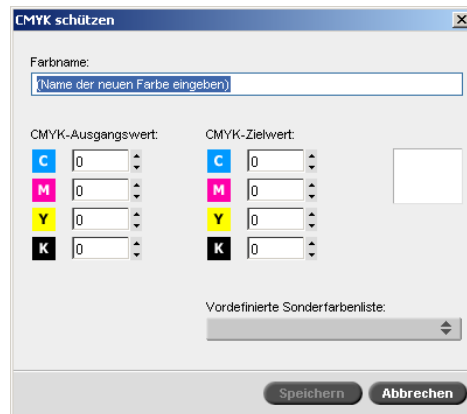 CMYK schützen
Farbname:
(Name der neuen Farbe eingeben)
CMYK-Ausgangswert: CMYK-Zielwert:
C 0 C 0
M 0 M 0
Y 0 Y 0
K 0 K 0
Vordefinierte Sonderfarbenliste:
Speichern Abbrechen